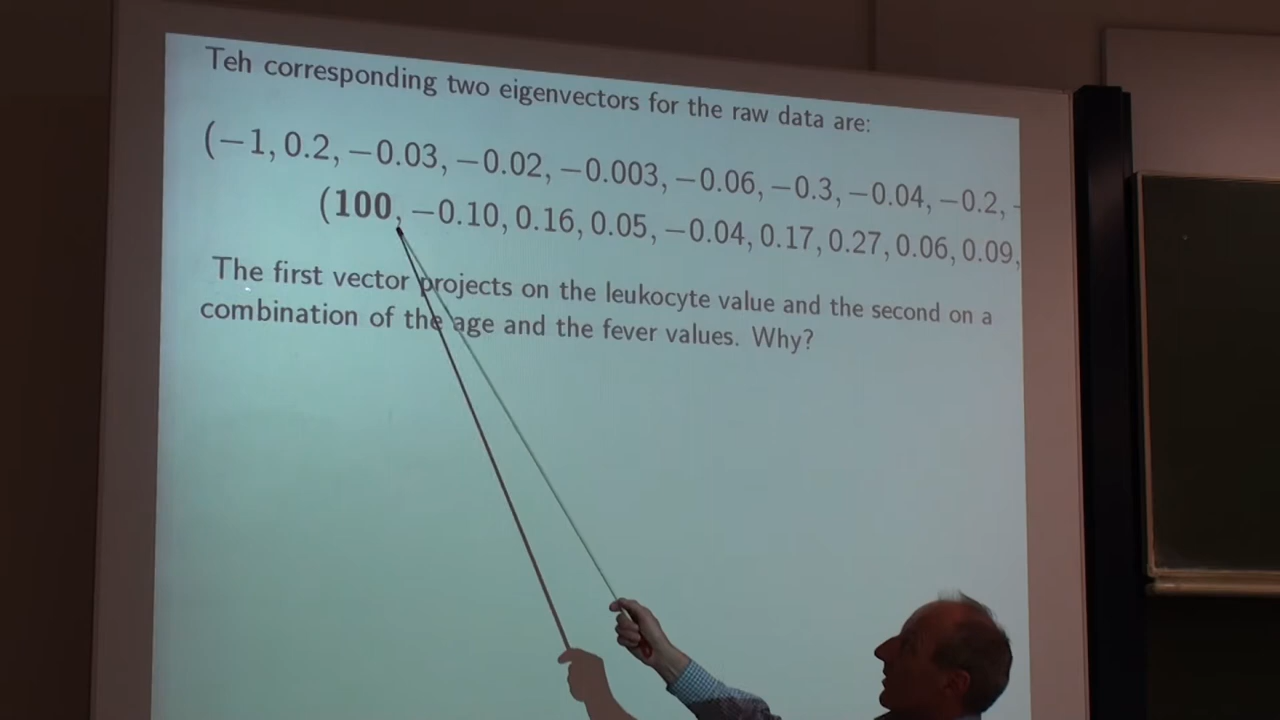 Teh corresponding two eigenvectors for the raw data are:
(−1, 0.2, −0.03, −0.02, −0.003, −0.06, −0.3, −0.04, −0.2, -
(100, −0.10, 0.16, 0.05, −0.04, 0.17, 0.27, 0.06, 0.09,
The first vector projects on the leukocyte value and the second on a
combination of the age and the fever values. Why?